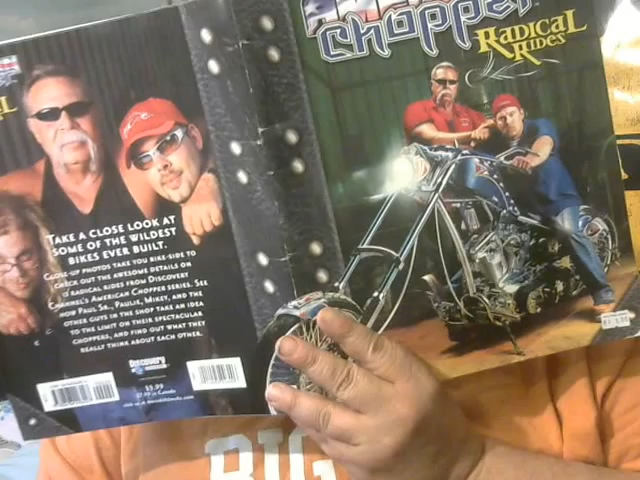 chopper
RADICAL
RIDES
TAKE A CLOSE LOOK AT
SOME OF THE WILDEST
BIKES EVER BUILT.
CLOSE-UP PHOTOS TAKE YOU BIKE-SIDE TO
CHECK OUT THE AWESOME DETAILS ON
13 RADICAL RIDES FROM DISCOVERY
CHANNEL'S AMERICAN CHOPPER SERIES. SEE
HOW PAUL SR., PAULIE, MIKEY, AND THE
OTHER GUYS IN THE SHOP TAKE AN IDEA
TO THE LIMIT ON THEIR SPECTACULAR
CHOPPERS, AND FIND OUT WHAT THEY
REALLY THINK ABOUT EACH OTHER.
Discovery
$5.99
BIG